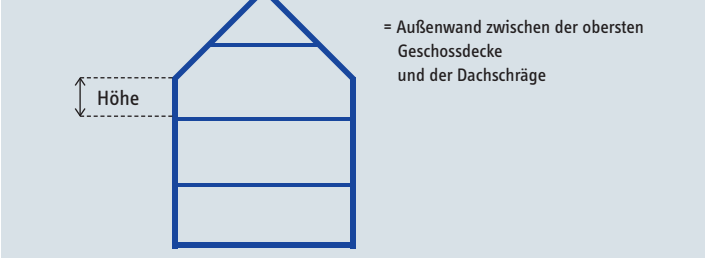 = Außenwand zwischen der obersten
Geschossdecke
und der Dachschräge
Höhe